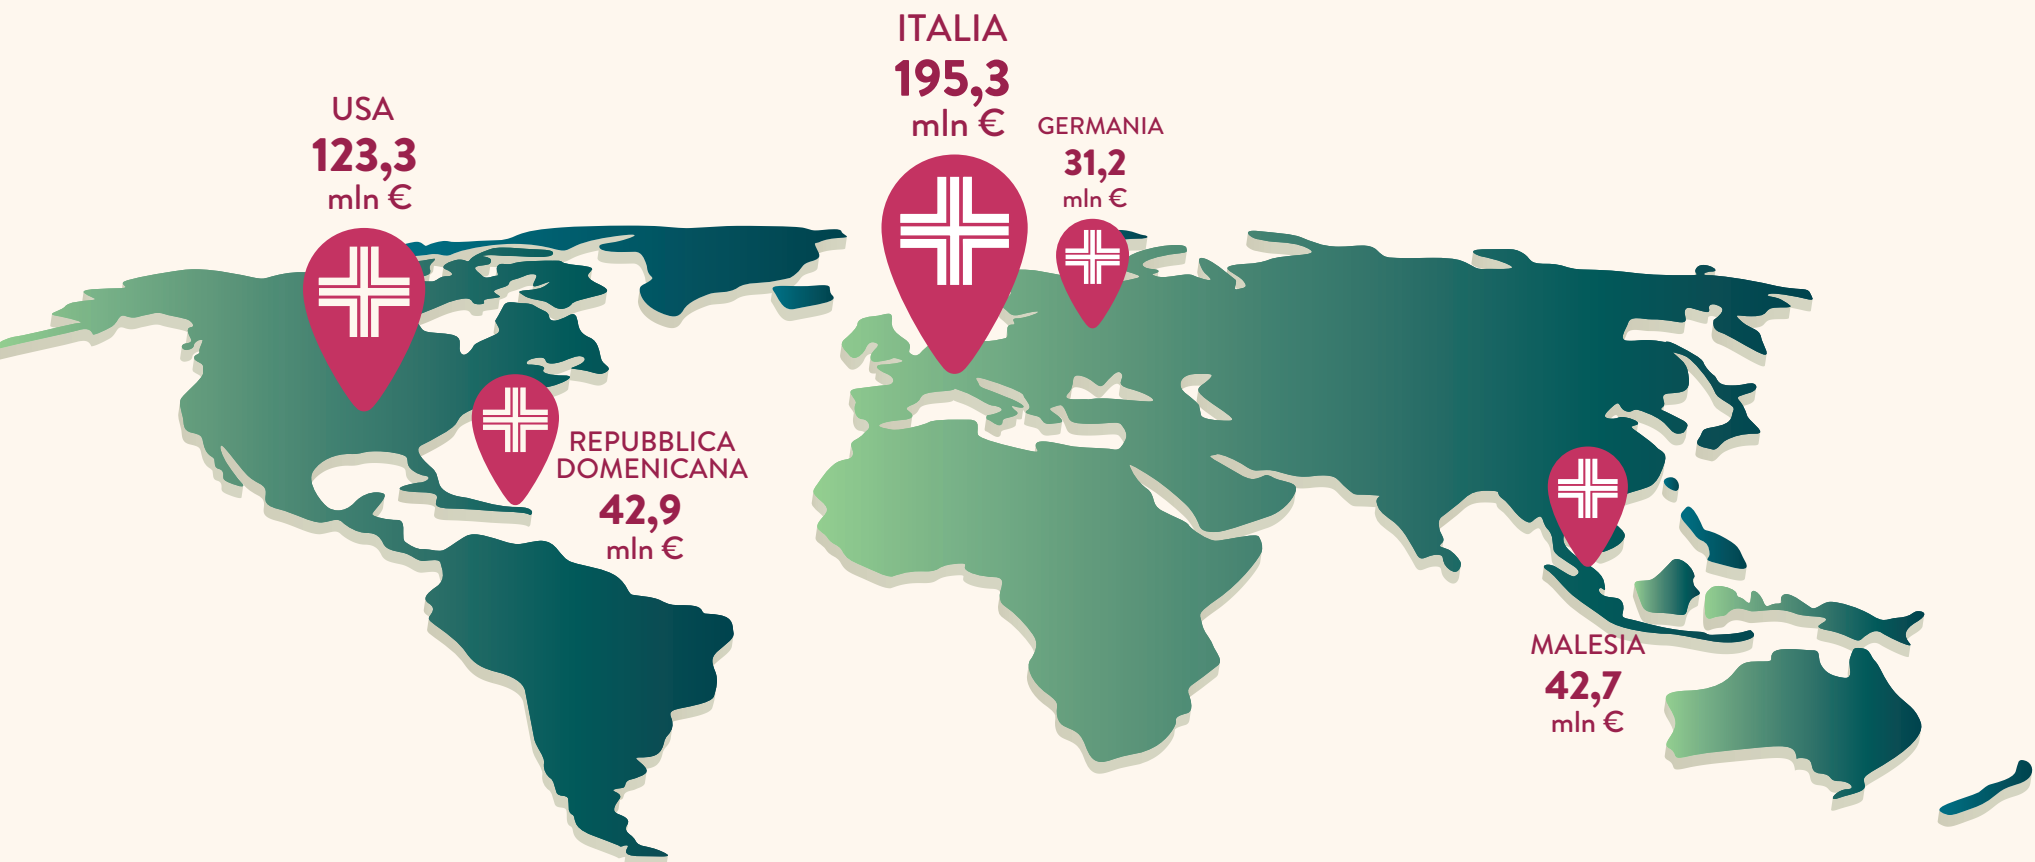 ITALIA
195,3
mln €
USA
123,3
mln €
GERMANIA
31,2
mln €
REPUBBLICA
DOMENICANA
42,9
mln €
MALESIA
42,7
mln €